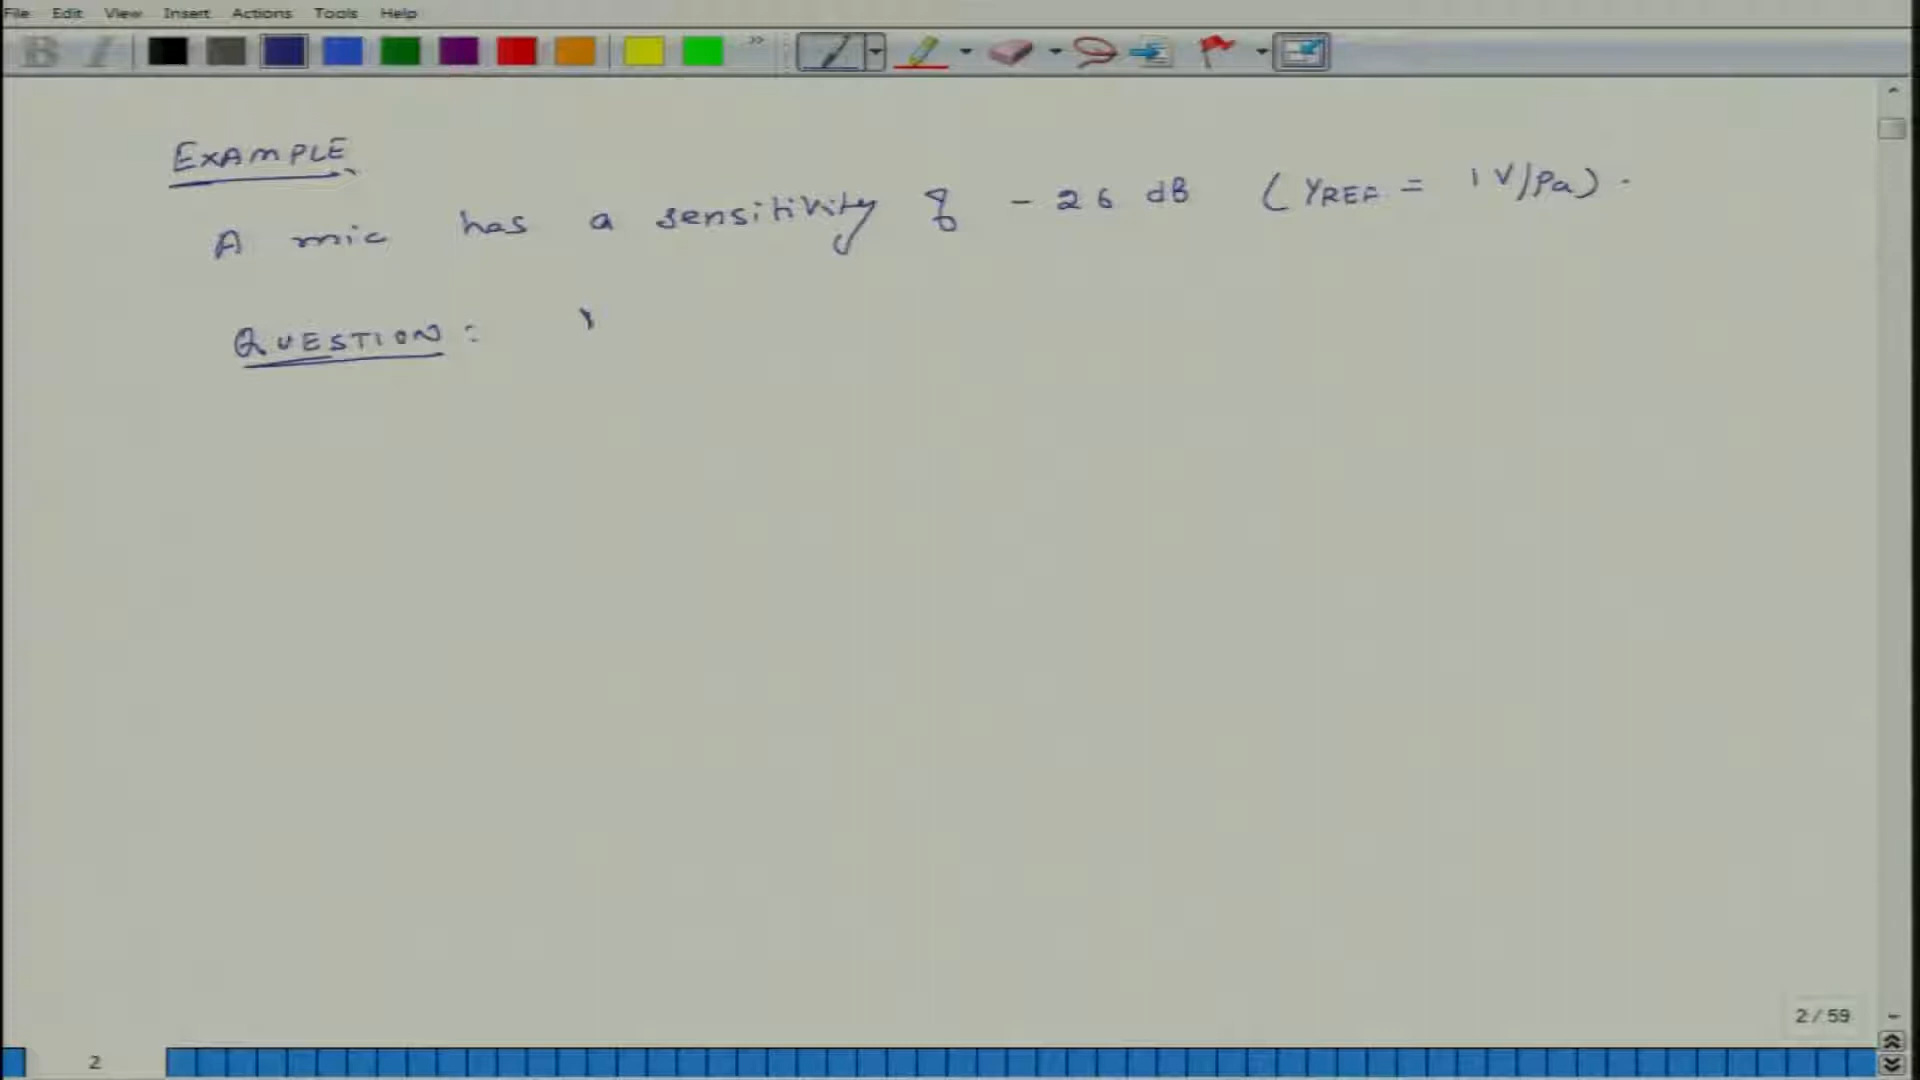 File Edit View Insert Actions Tools Help
B I
EXAMPLE
A mic has a sensitivity of - 26 dB (YREF. = 1 V/Pa).
QUESTION:
2 / 59
2